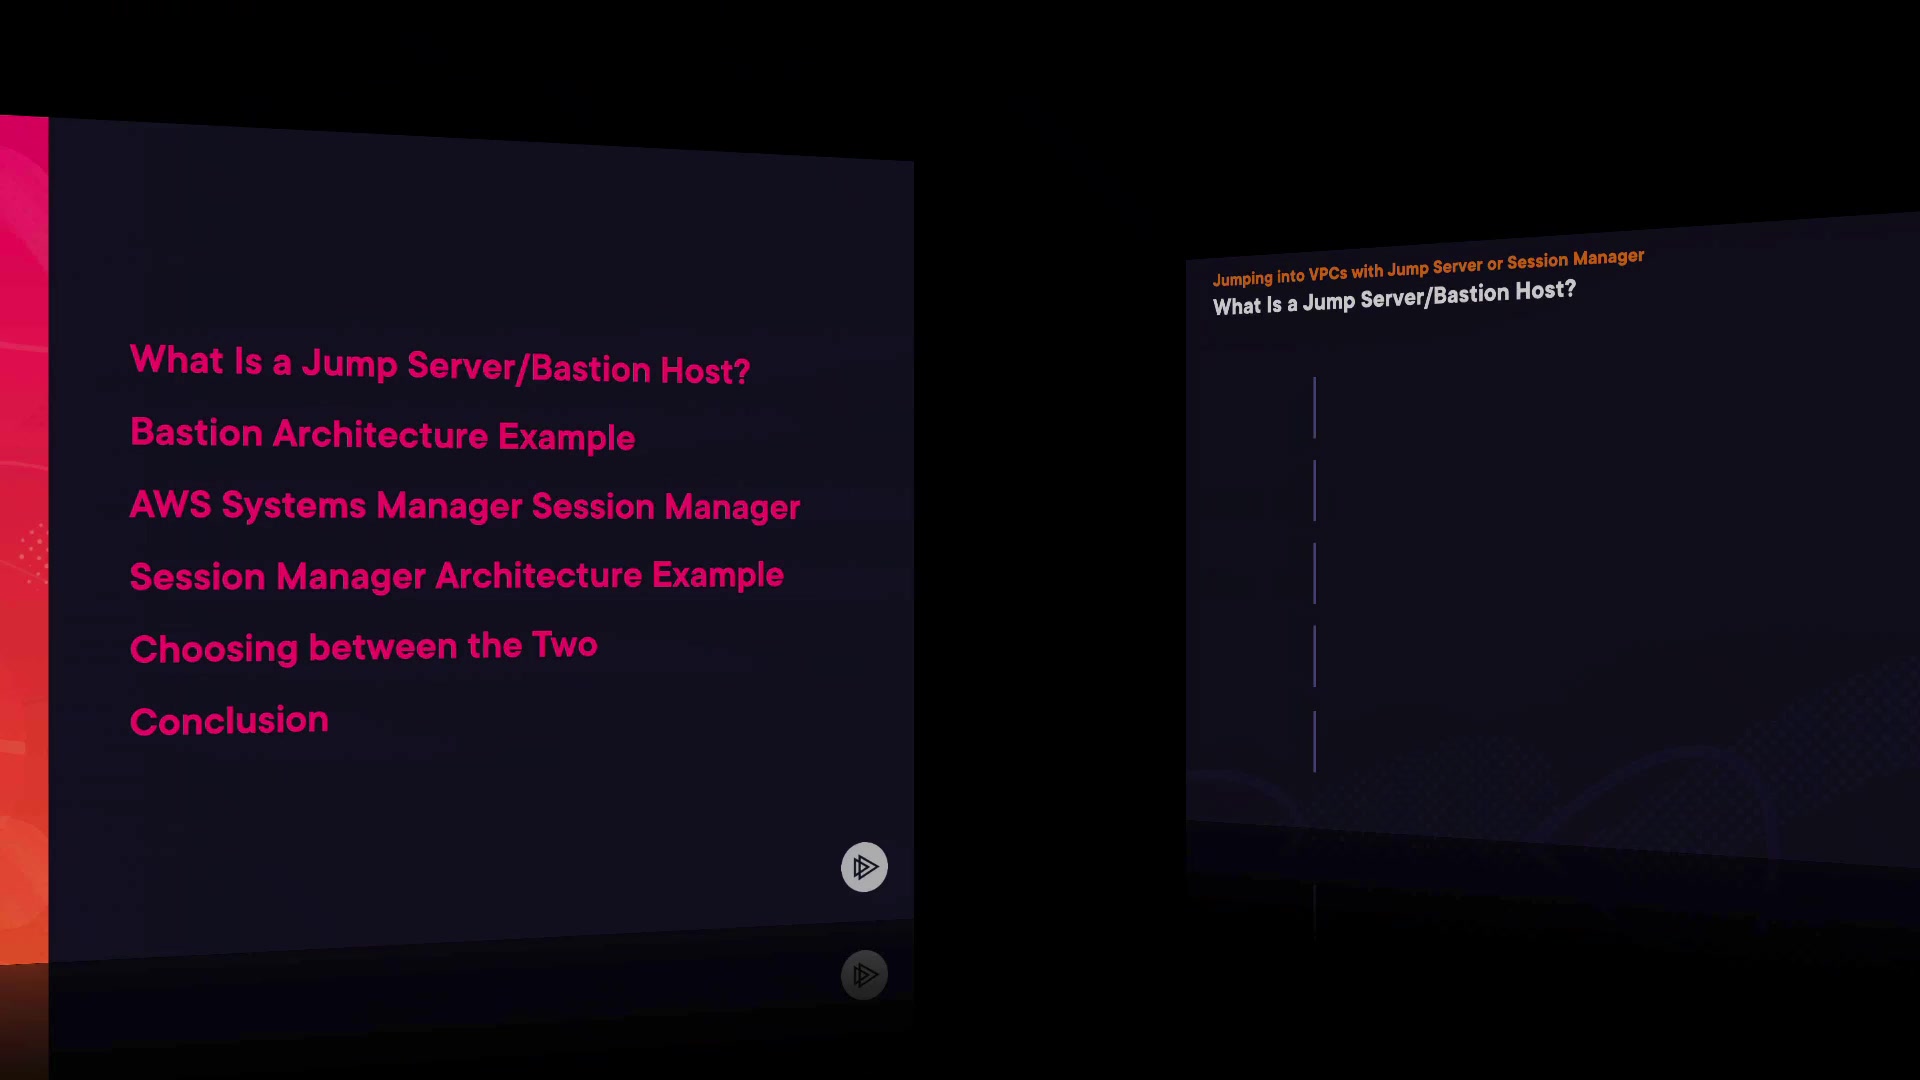 What Is a Jump Server/Bastion Host?
Bastion Architecture Example
AWS Systems Manager Session Manager
Session Manager Architecture Example
Choosing between the Two
Conclusion
Jumping into VPCs with Jump Server or Session Manager
What Is a Jump Server/Bastion Host?